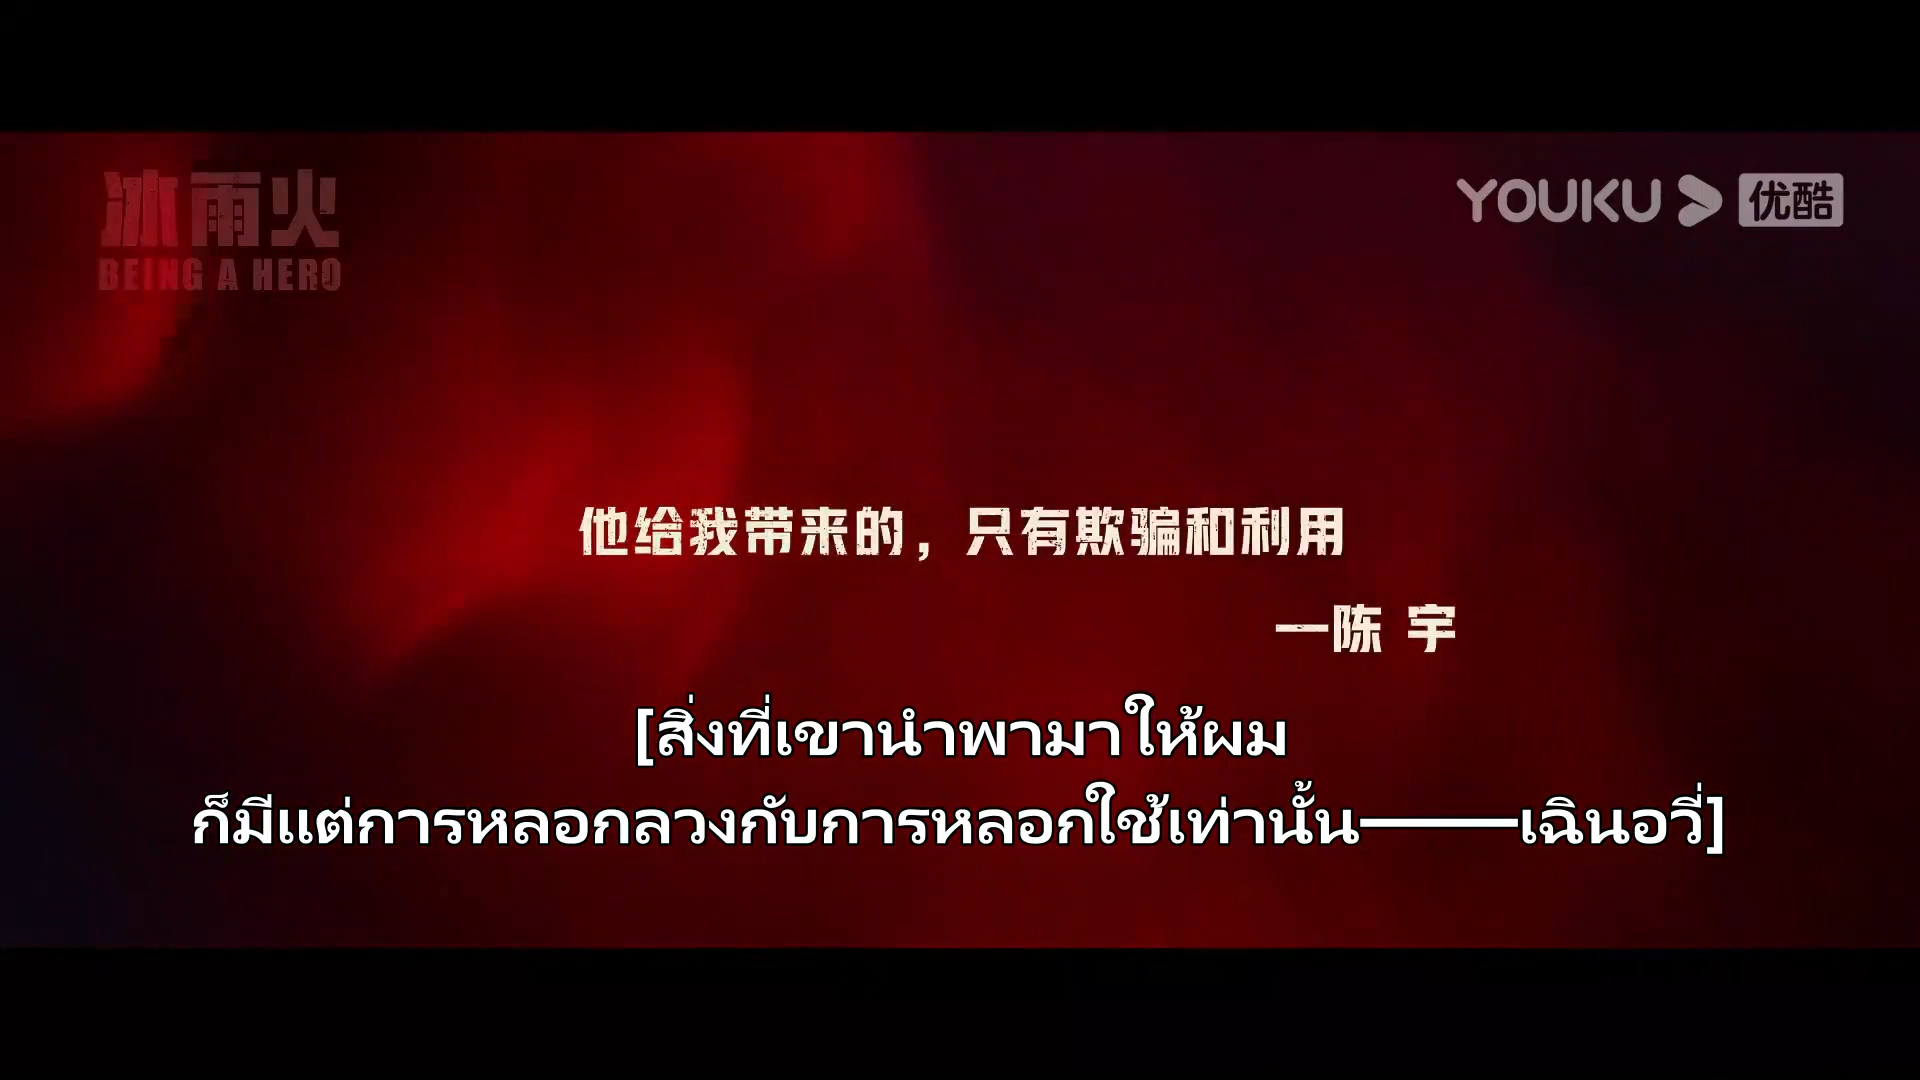 冰雨火
BEING A HERO
YOUKU 优酷
他给我带来的，只有欺骗和利用
—陈 宇
[สิ่งที่เขานำพามาให้ผม
ก็มีแต่การหลอกลวงกับการหลอกใช้เท่านั้น——เฉินอวี่]